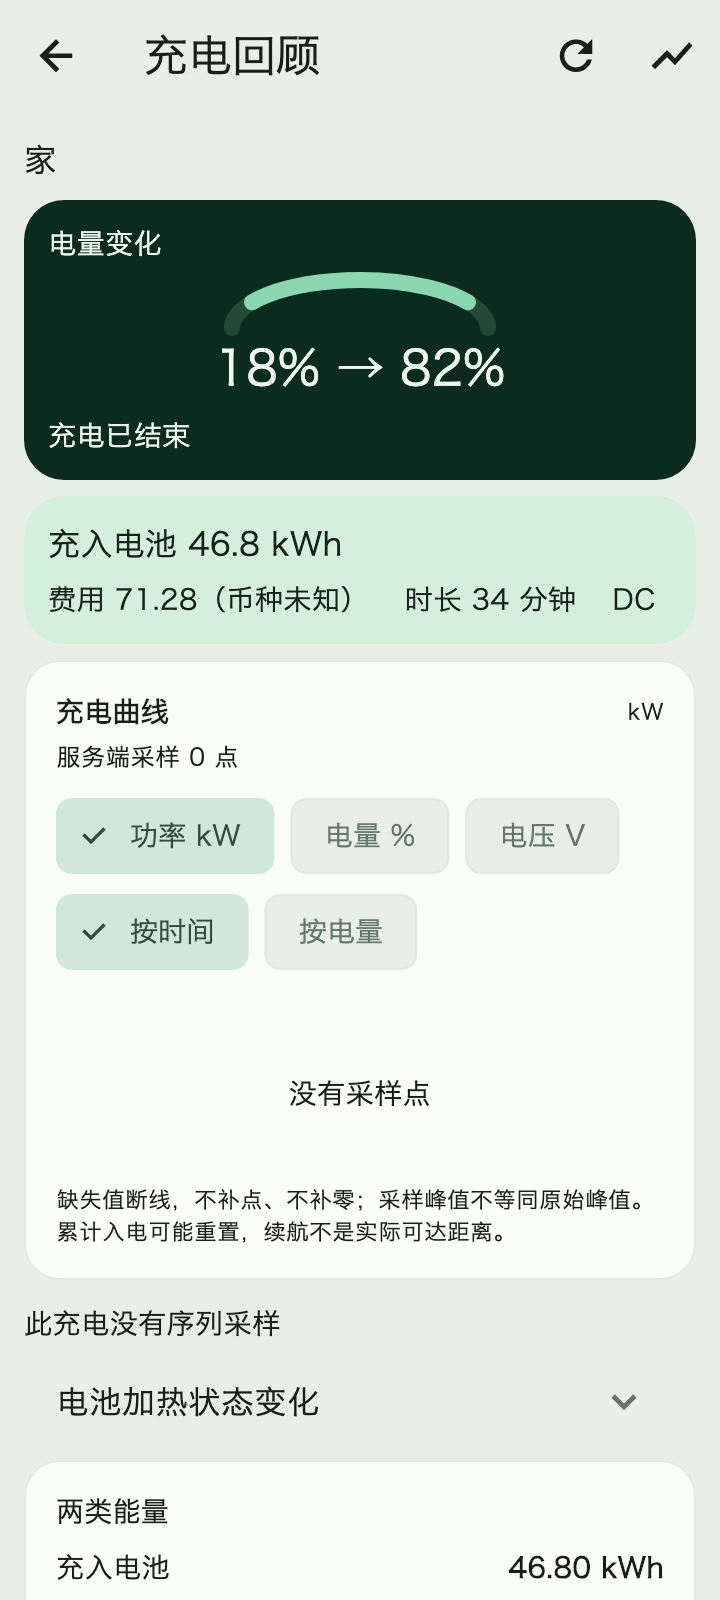 充电回顾
家
电量变化
18% → 82%
充电已结束
充入电池 46.8 kWh
费用 71.28（币种未知） 时长 34 分钟 DC
充电曲线 kW
服务端采样 0 点
功率 kW 电量 % 电压 V
按时间 按电量
没有采样点
缺失值断线，不补点、不补零；采样峰值不等同原始峰值。
累计入电可能重置，续航不是实际可达距离。
此充电没有序列采样
电池加热状态变化
两类能量
充入电池 46.80 kWh